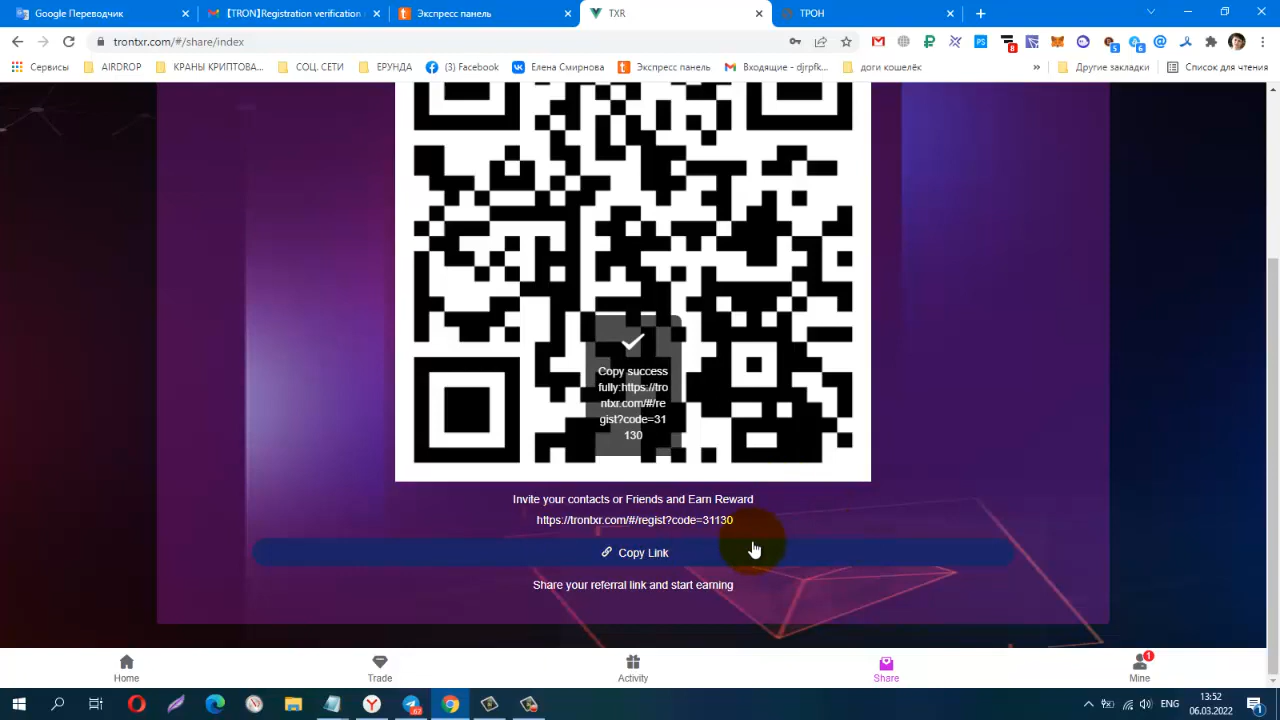 Google Переводчик
[TRON]Registration verification
Экспресс панель
TXR
ТРОН
trontxr.com/#/share/index
8
5
6
Сервисы
AIRDROP
КРАНЫ КРИПТОВА...
СОЦ. СЕТИ
ЕРУНДА
(3) Facebook
Елена Смирнова
Экспресс панель
Входящие - djrpfk...
доги кошелёк
»
Другие закладки
Список для чтения
Copy success
fully:https://tro
ntxr.com/#/re
gist?code=31
130
Invite your contacts or Friends and Earn Reward
https://trontxr.com/#/regist?code=31130
Copy Link
Share your referral link and start earning
Home
Trade
Activity
Share
1
Mine
ENG
13:52
06.03.2022